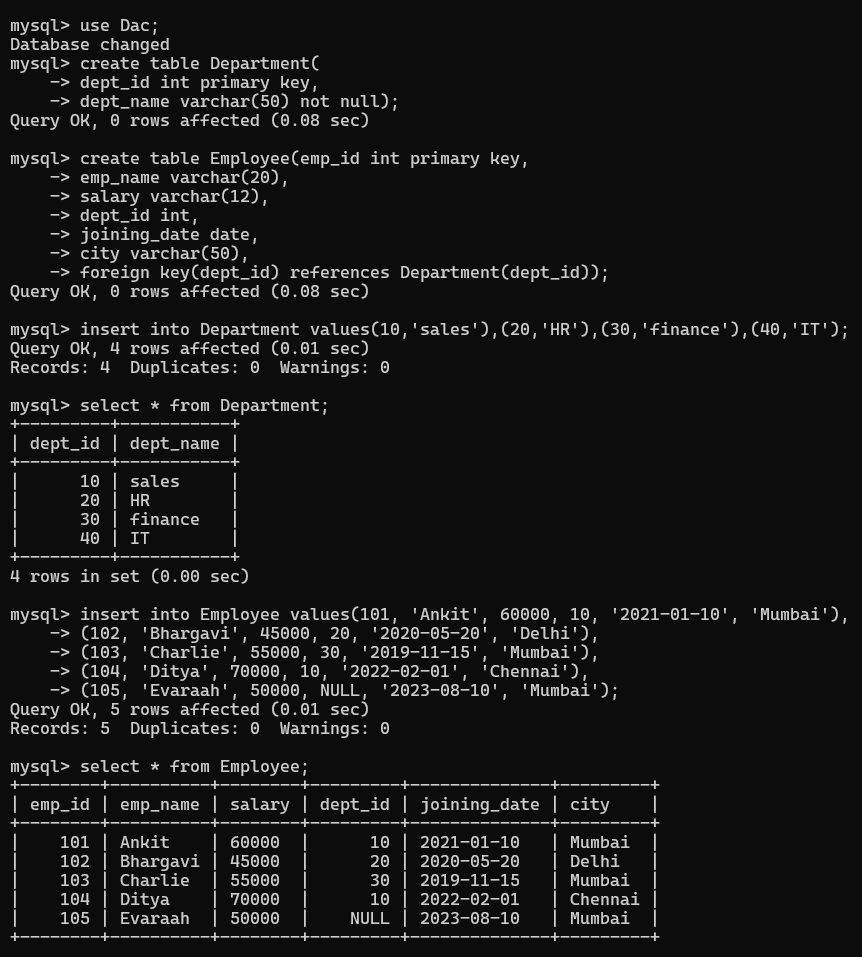 mysql> use Dac;
Database changed
mysql> create table Department(
    -> dept_id int primary key,
    -> dept_name varchar(50) not null);
Query OK, 0 rows affected (0.08 sec)

mysql> create table Employee(emp_id int primary key,
    -> emp_name varchar(20),
    -> salary varchar(12),
    -> dept_id int,
    -> joining_date date,
    -> city varchar(50),
    -> foreign key(dept_id) references Department(dept_id));
Query OK, 0 rows affected (0.08 sec)

mysql> insert into Department values(10,'sales'),(20,'HR'),(30,'finance'),(40,'IT');
Query OK, 4 rows affected (0.01 sec)
Records: 4  Duplicates: 0  Warnings: 0

mysql> select * from Department;
+---------+-----------+
| dept_id | dept_name |
+---------+-----------+
|      10 | sales     |
|      20 | HR        |
|      30 | finance   |
|      40 | IT        |
+---------+-----------+
4 rows in set (0.00 sec)

mysql> insert into Employee values(101, 'Ankit', 60000, 10, '2021-01-10', 'Mumbai'),
    -> (102, 'Bhargavi', 45000, 20, '2020-05-20', 'Delhi'),
    -> (103, 'Charlie', 55000, 30, '2019-11-15', 'Mumbai'),
    -> (104, 'Ditya', 70000, 10, '2022-02-01', 'Chennai'),
    -> (105, 'Evaraah', 50000, NULL, '2023-08-10', 'Mumbai');
Query OK, 5 rows affected (0.01 sec)
Records: 5  Duplicates: 0  Warnings: 0

mysql> select * from Employee;
+--------+----------+--------+---------+--------------+---------+
| emp_id | emp_name | salary | dept_id | joining_date | city    |
+--------+----------+--------+---------+--------------+---------+
|    101 | Ankit    | 60000  |      10 | 2021-01-10   | Mumbai  |
|    102 | Bhargavi | 45000  |      20 | 2020-05-20   | Delhi   |
|    103 | Charlie  | 55000  |      30 | 2019-11-15   | Mumbai  |
|    104 | Ditya    | 70000  |      10 | 2022-02-01   | Chennai |
|    105 | Evaraah  | 50000  |    NULL | 2023-08-10   | Mumbai  |
+--------+----------+--------+---------+--------------+---------+